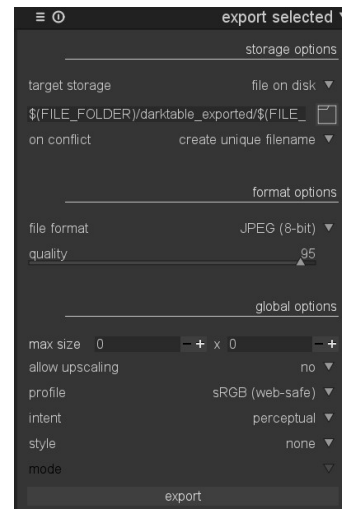 export selected
storage options
target storage file on disk
$(FILE_FOLDER)/darktable_exported/$(FILE_
on conflict create unique filename
format options
file format JPEG (8-bit)
quality 95
global options
max size 0 - + x 0 - +
allow upscaling no
profile sRGB (web-safe)
intent perceptual
style none
mode
export